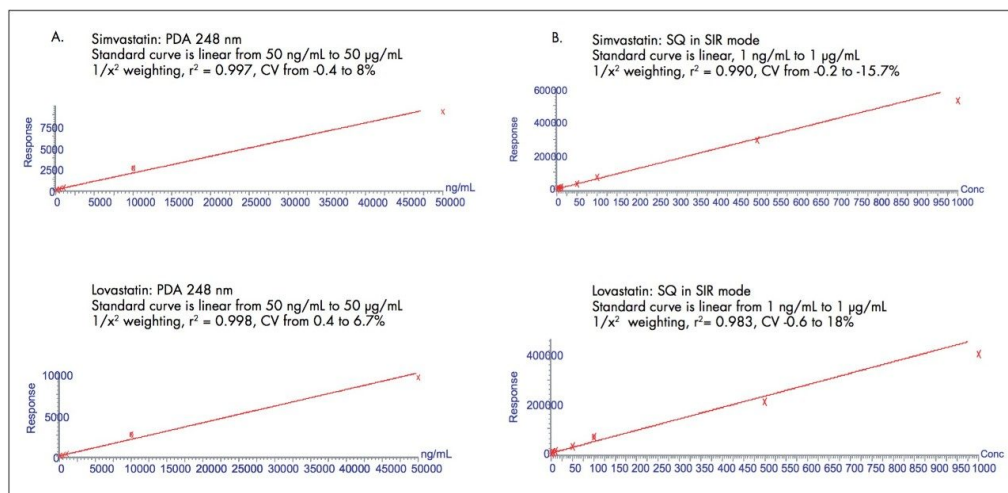 A.
Simvastatin: PDA 248 nm
Standard curve is linear from 50 ng/mL to 50 µg/mL
1/x² weighting, r² = 0.997, CV from -0.4 to 8%
Response
7500
5000
2500
0
0 5000 10000 15000 20000 25000 30000 35000 40000 45000 50000
ng/mL
B.
Simvastatin: SQ in SIR mode
Standard curve is linear, 1 ng/mL to 1 µg/mL
1/x² weighting, r² = 0.990, CV from -0.2 to -15.7%
Response
600000
400000
200000
0
0 50 100 150 200 250 300 350 400 450 500 550 600 650 700 750 800 850 900 950 1000
Conc
Lovastatin: PDA 248 nm
Standard curve is linear from 50 ng/mL to 50 µg/mL
1/x² weighting, r² = 0.998, CV from 0.4 to 6.7%
Response
10000
5000
0
0 5000 10000 15000 20000 25000 30000 35000 40000 45000 50000
ng/mL
Lovastatin: SQ in SIR mode
Standard curve is linear from 1 ng/mL to 1 µg/mL
1/x² weighting, r²= 0.983, CV -0.6 to 18%
Response
400000
200000
0
0 50 100 150 200 250 300 350 400 450 500 550 600 650 700 750 800 850 900 950 1000
Conc